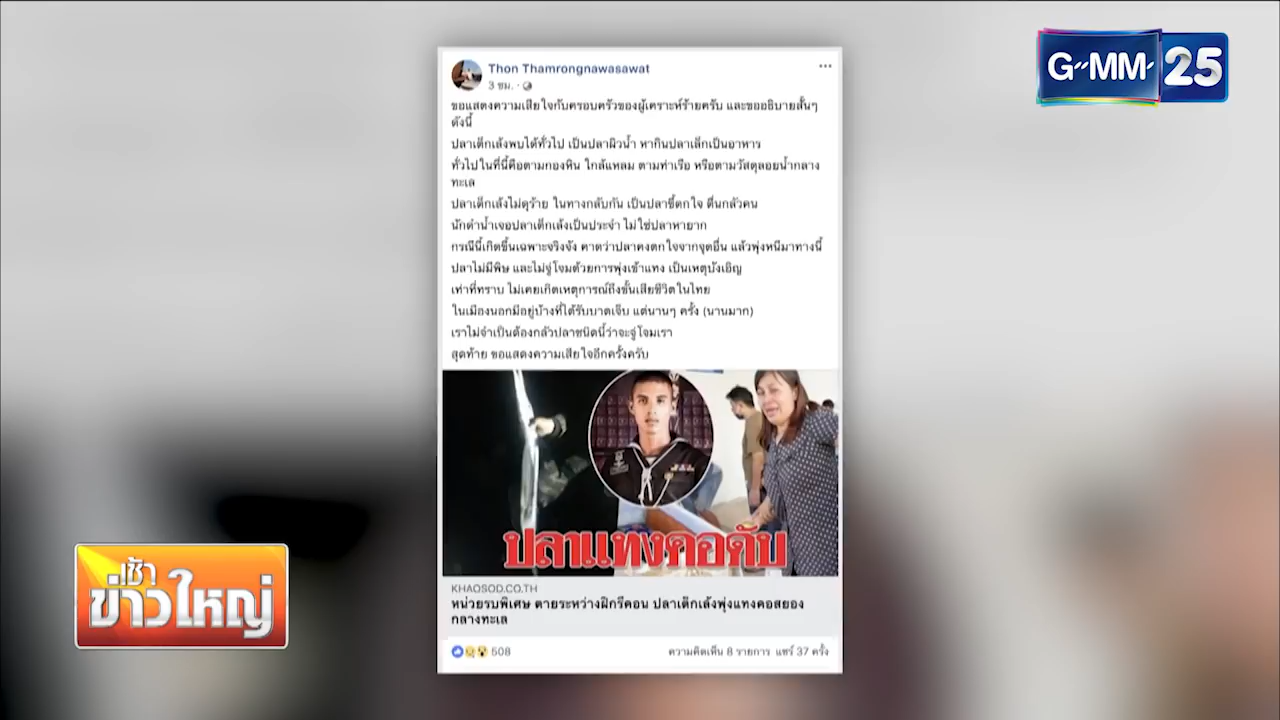 G-MM 25
Thon Thamrongnawasawat
3 ชม.
ขอแสดงความเสียใจกับครอบครัวของผู้เคราะห์ร้ายครับ และขออธิบายสั้นๆ
ดังนี้
ปลาเต็กเล้งพบได้ทั่วไป เป็นปลาผิวน้ำ หากินปลาเล็กเป็นอาหาร
ทั่วไปในที่นี้คือตามกองหิน ใกล้แหลม ตามท่าเรือ หรือตามวัสดุลอยน้ำกลาง
ทะเล
ปลาเต็กเล้งไม่ดุร้าย ในทางกลับกัน เป็นปลาขี้ตกใจ ตื่นกลัวคน
นักดำน้ำเจอปลาเต็กเล้งเป็นประจำ ไม่ใช่ปลาหายาก
กรณีนี้เกิดขึ้นเฉพาะจริงจัง คาดว่าปลาคงตกใจจากจุดอื่น แล้วพุ่งหนีมาทางนี้
ปลาไม่มีพิษ และไม่จู่โจมด้วยการพุ่งเข้าแทง เป็นเหตุบังเอิญ
เท่าที่ทราบ ไม่เคยเกิดเหตุการณ์ถึงขั้นเสียชีวิตในไทย
ในเมืองนอกมีอยู่บ้างที่ได้รับบาดเจ็บ แต่นานๆ ครั้ง (นานมาก)
เราไม่จำเป็นต้องกลัวปลาชนิดนี้ว่าจะจู่โจมเรา
สุดท้าย ขอแสดงความเสียใจอีกครั้งครับ
ปลาแทงคอดับ
KHAOSOD.CO.TH
หน่วยรบพิเศษ ตายระหว่างฝึกรีคอน ปลาเต็กเล้งพุ่งแทงคอสยอง
กลางทะเล
508
ความคิดเห็น 8 รายการ แชร์ 37 ครั้ง
เช้า
ข่าวใหญ่